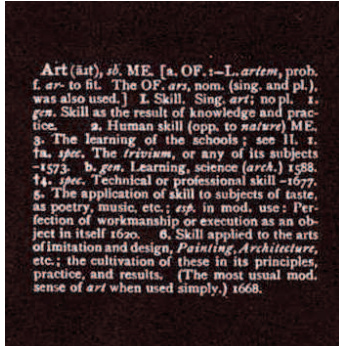 Art (āɹt), sb. ME. [a. OF.:—L. artem, prob.
f. ar- to fit. The OF. ars, nom. (sing. and pl.),
was also used.] I. Skill. Sing. art; no pl. 1.
gen. Skill as the result of knowledge and prac-
tice. 2. Human skill (opp. to nature) ME.
3. The learning of the schools; see II. 1.
†a. spec. The trivium, or any of its subjects
–1573. b. gen. Learning, science (arch.) 1588.
†4. spec. Technical or professional skill –1677.
5. The application of skill to subjects of taste,
as poetry, music, etc.; esp. in mod. use: Per-
fection of workmanship or execution as an ob-
ject in itself 1620. 6. Skill applied to the arts
of imitation and design, Painting, Architecture,
etc.; the cultivation of these in its principles,
practice, and results. (The most usual mod.
sense of art when used simply.) 1668.